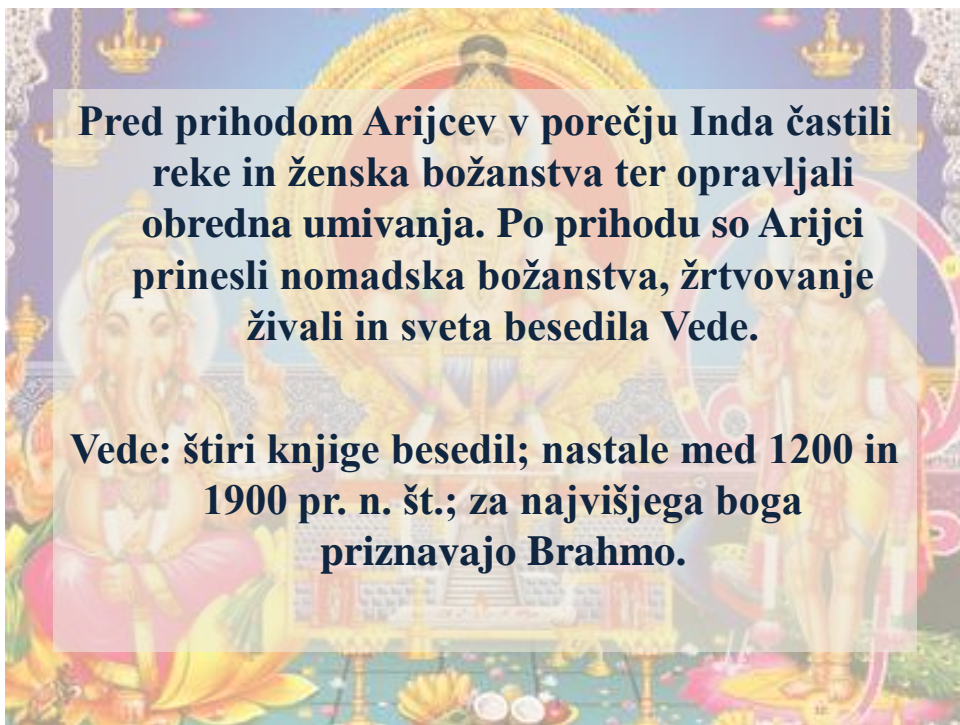 Pred prihodom Arijcev v porečju Inda častili
reke in ženska božanstva ter opravljali
obredna umivanja. Po prihodu so Arijci
prinesli nomadska božanstva, žrtvovanje
živali in sveta besedila Vede.
Vede: štiri knjige besedil; nastale med 1200 in
1900 pr. n. št.; za najvišjega boga
priznavajo Brahmo.